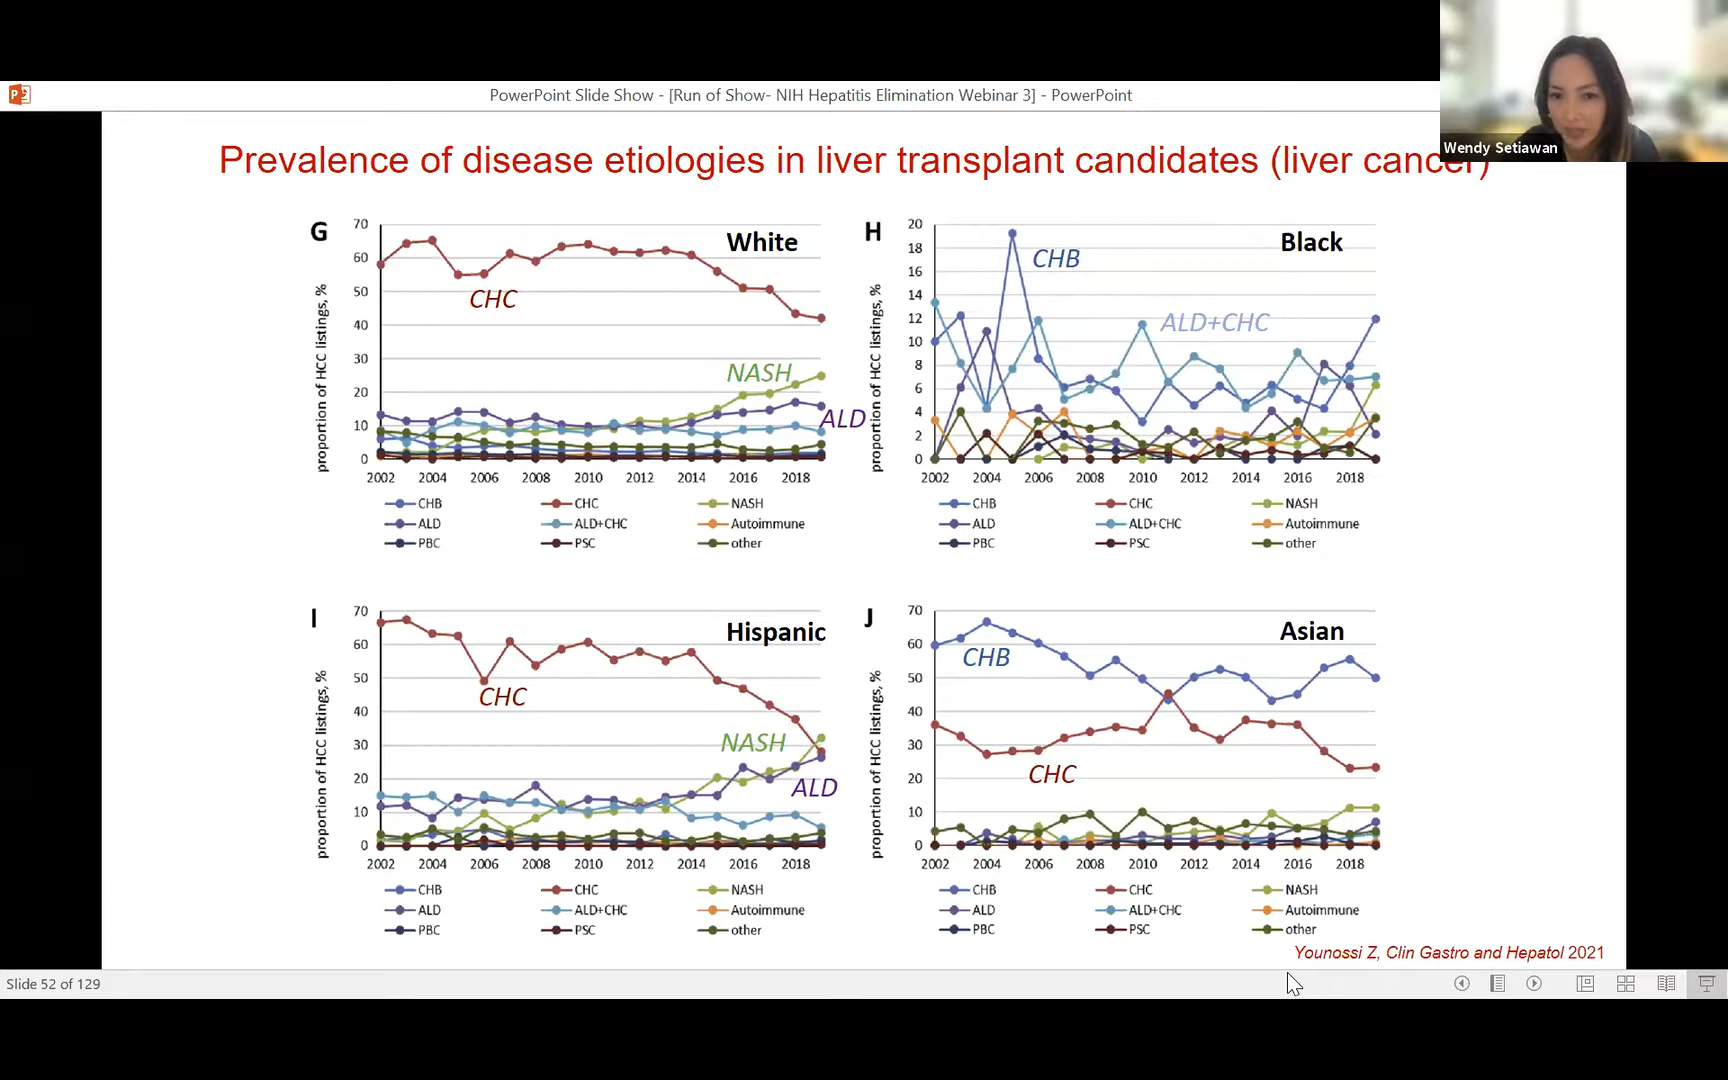 PowerPoint Slide Show - [Run of Show- NIH Hepatitis Elimination Webinar 3] - PowerPoint
Wendy Setiawan
Prevalence of disease etiologies in liver transplant candidates (liver cancer)
G
White
proportion of HCC listings, %
70
60
50
40
30
20
10
0
CHC
NASH
ALD
2002 2004 2006 2008 2010 2012 2014 2016 2018
CHB CHC NASH
ALD ALD+CHC Autoimmune
PBC PSC other
H
Black
proportion of HCC listings, %
20
18
16
14
12
10
8
6
4
2
0
CHB
ALD+CHC
2002 2004 2006 2008 2010 2012 2014 2016 2018
CHB CHC NASH
ALD ALD+CHC Autoimmune
PBC PSC other
I
Hispanic
proportion of HCC listings, %
70
60
50
40
30
20
10
0
CHC
NASH
ALD
2002 2004 2006 2008 2010 2012 2014 2016 2018
CHB CHC NASH
ALD ALD+CHC Autoimmune
PBC PSC other
J
Asian
proportion of HCC listings, %
70
60
50
40
30
20
10
0
CHB
CHC
2002 2004 2006 2008 2010 2012 2014 2016 2018
CHB CHC NASH
ALD ALD+CHC Autoimmune
PBC PSC other
Younossi Z, Clin Gastro and Hepatol 2021
Slide 52 of 129